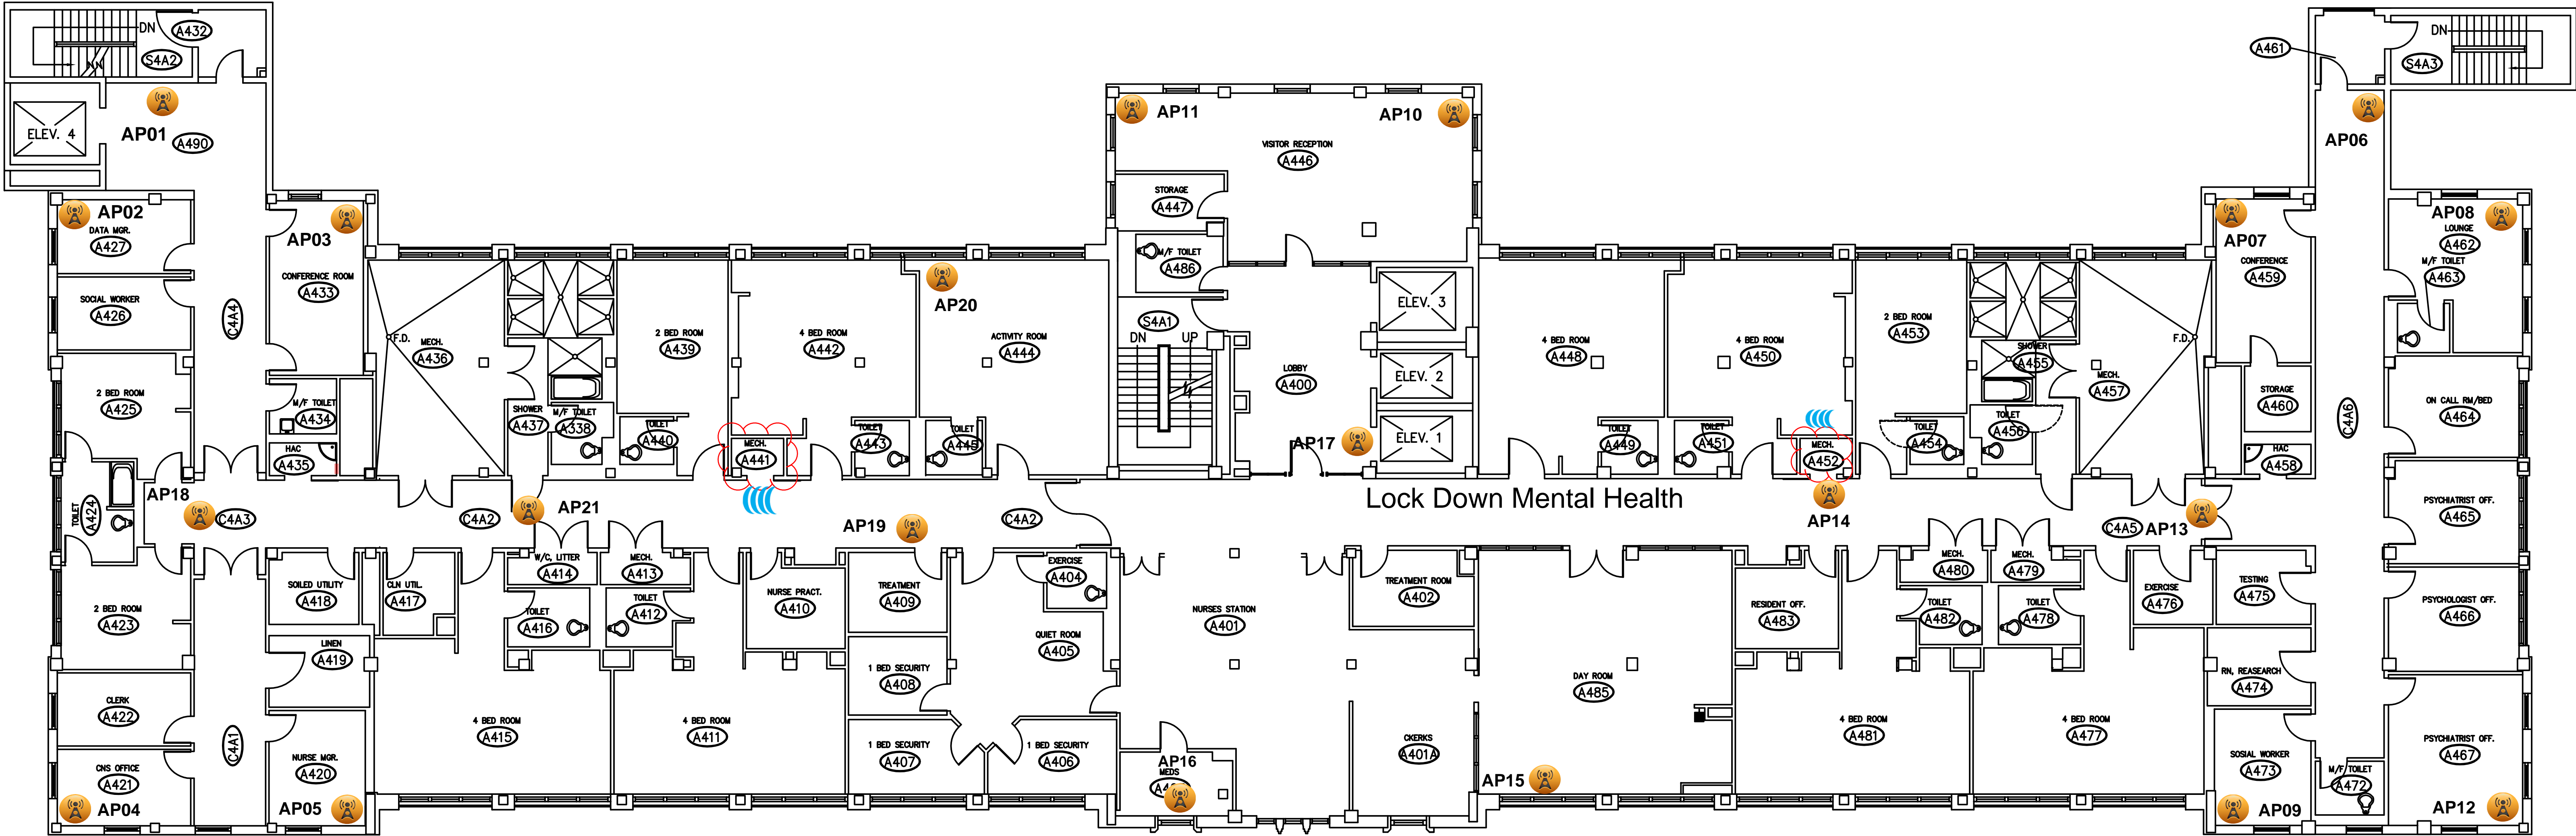 DN
A432
S4A2
ELEV. 4
AP01
A490
AP02
DATA MGR.
A427
AP03
CONFERENCE ROOM
A433
SOCIAL WORKER
A426
C4A4
2 BED ROOM
A425
M/F TOILET
A434
HAC
A435
TOILET
A424
AP18
C4A3
F.D.
MECH.
A436
SHOWER
A437
M/F TOILET
A338
2 BED ROOM
A439
TOILET
A440
4 BED ROOM
A442
MECH.
A441
TOILET
A443
AP20
ACTIVITY ROOM
A444
TOILET
A445
C4A2
AP21
AP19
C4A2
AP11
AP10
VISITOR RECEPTION
A446
STORAGE
A447
M/F TOILET
A486
S4A1
DN
UP
LOBBY
A400
ELEV. 3
ELEV. 2
ELEV. 1
AP17
Lock Down Mental Health
4 BED ROOM
A448
TOILET
A449
4 BED ROOM
A450
TOILET
A451
MECH.
A452
AP14
2 BED ROOM
A453
TOILET
A454
SHOWER
A455
TOILET
A456
F.D.
MECH.
A457
C4A5
AP13
A461
DN
S4A3
AP06
AP07
CONFERENCE
A459
STORAGE
A460
HAC
A458
C4A6
AP08
LOUNGE
A462
M/F TOILET
A463
ON CALL RM/BED
A464
PSYCHIATRIST OFF.
A465
PSYCHOLOGIST OFF.
A466
PSYCHIATRIST OFF.
A467
AP12
2 BED ROOM
A423
CLERK
A422
CNS OFFICE
A421
AP04
C4A1
SOILED UTILITY
A418
LINEN
A419
NURSE MGR.
A420
AP05
CLN UTIL.
A417
W/C, LITTER
A414
MECH.
A413
TOILET
A416
TOILET
A412
4 BED ROOM
A415
4 BED ROOM
A411
NURSE PRACT.
A410
TREATMENT
A409
1 BED SECURITY
A408
1 BED SECURITY
A407
1 BED SECURITY
A406
EXERCISE
A404
QUIET ROOM
A405
NURSES STATION
A401
AP16
MEDS
TREATMENT ROOM
A402
CKERKS
A401A
DAY ROOM
A485
AP15
RESIDENT OFF.
A483
MECH.
A480
MECH.
A479
TOILET
A482
TOILET
A478
4 BED ROOM
A481
4 BED ROOM
A477
EXERCISE
A476
TESTING
A475
RN, REASEARCH
A474
SOSIAL WORKER
A473
AP09
M/F TOILET
A472